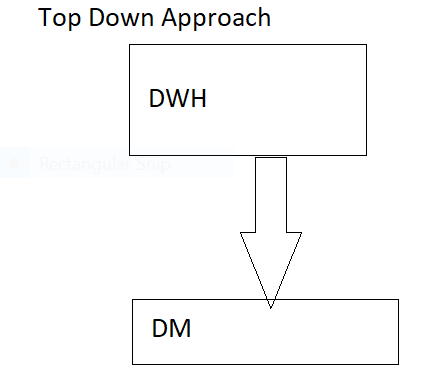 Top Down Approach
DWH
Rectangular Snip
DM